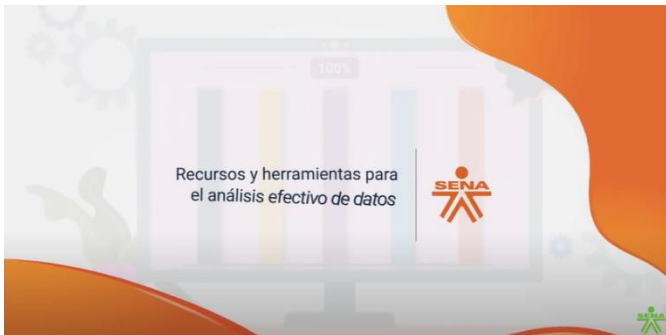 100%
Recursos y herramientas para
el análisis efectivo de datos
SENA
SENA